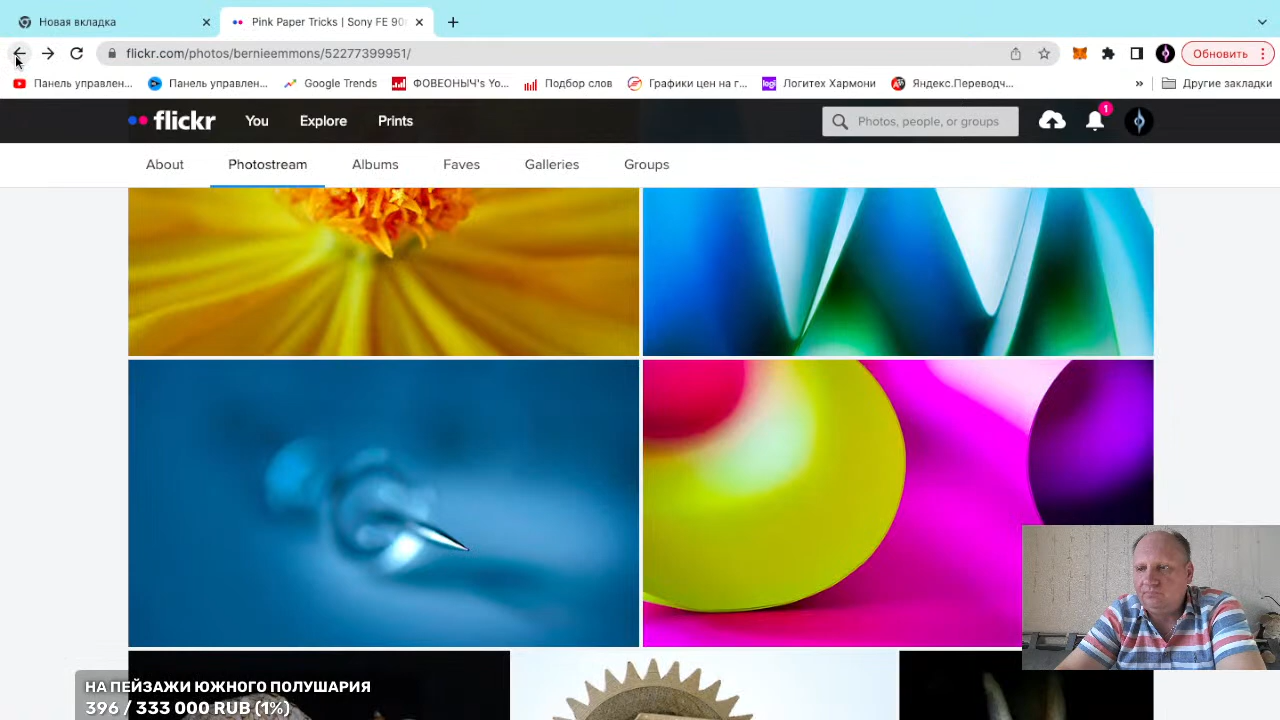 Новая вкладка
Pink Paper Tricks | Sony FE 90
flickr.com/photos/bernieemmons/52277399951/
Обновить
Панель управлен...
Панель управлен...
Google Trends
ФОВЕОНЫЧ's Yo...
Подбор слов
Графики цен на г...
logi
Логитех Хармони
Яндекс.Переводч...
»
Другие закладки
flickr
You
Explore
Prints
Photos, people, or groups
1
About
Photostream
Albums
Faves
Galleries
Groups
НА ПЕЙЗАЖИ ЮЖНОГО ПОЛУШАРИЯ
396 / 333 000 RUB (1%)